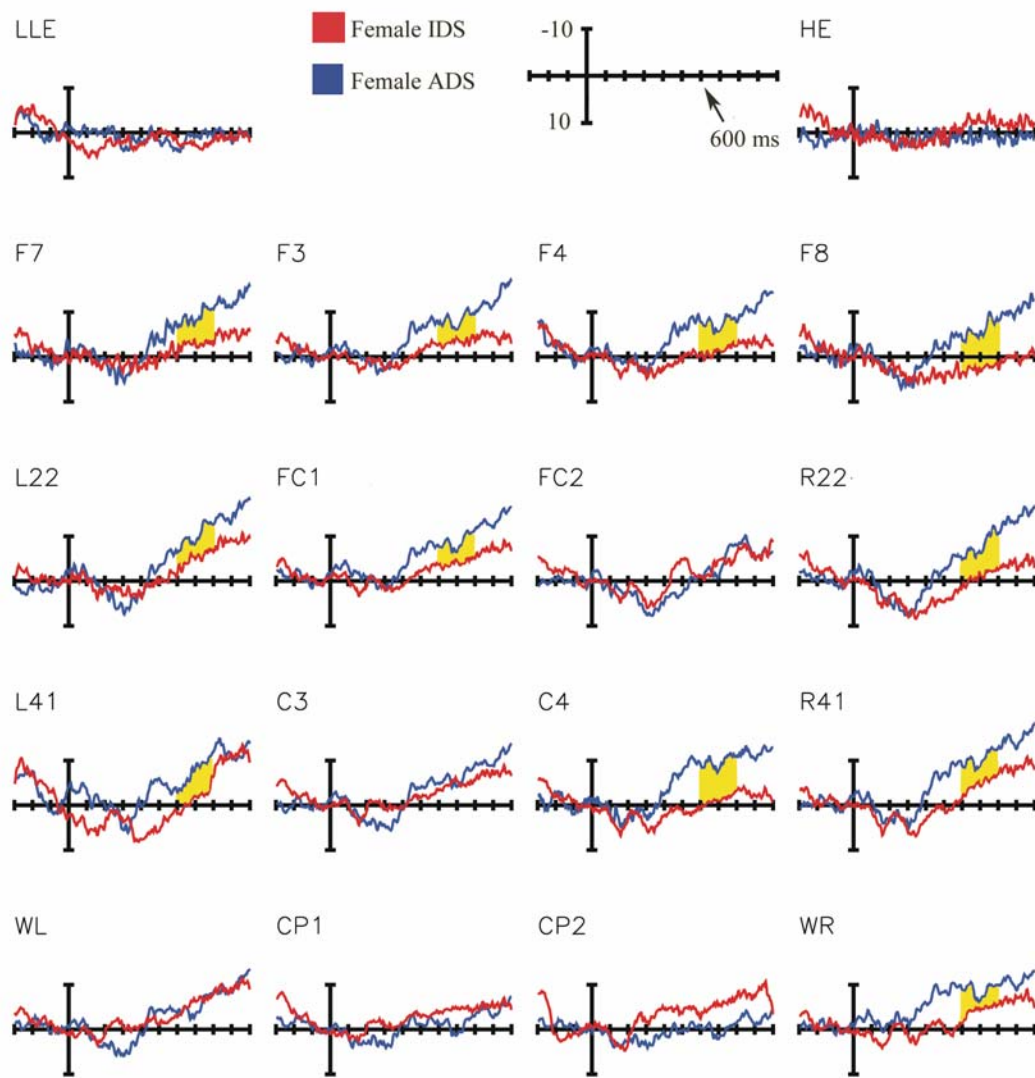 LLE
Female IDS
Female ADS
-10
10
600 ms
HE
F7
F3
F4
F8
L22
FC1
FC2
R22
L41
C3
C4
R41
WL
CP1
CP2
WR